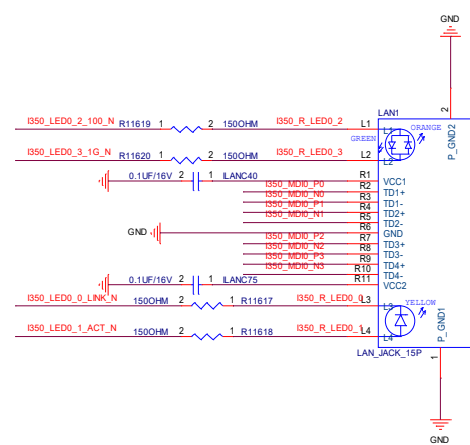 GND
LAN1
2
P_GND2
I350_LED0_2_100_N R11619 1 2 150OHM I350_R_LED0_2 L1 L1 ORANGE
GREEN
I350_LED0_3_1G_N R11620 1 2 150OHM I350_R_LED0_3 L2 L2
0.1UF/16V 2 1 ILANC40 R1 VCC1
I350_MDI0_P0 R2 TD1+
I350_MDI0_N0 R3 TD1-
I350_MDI0_P1 R4 TD2+
I350_MDI0_N1 R5 TD2-
GND R6 GND
I350_MDI0_P2 R7 TD3+
I350_MDI0_N2 R8 TD3-
I350_MDI0_P3 R9 TD4+
I350_MDI0_N3 R10 TD4-
0.1UF/16V 2 1 ILANC75 R11 VCC2
I350_LED0_0_LINK_N 150OHM 2 1 R11617 I350_R_LED0_0 L3 L3 YELLOW
I350_LED0_1_ACT_N 150OHM 2 1 R11618 I350_R_LED0_1 L4 L4
P_GND1
LAN_JACK_15P
1
GND